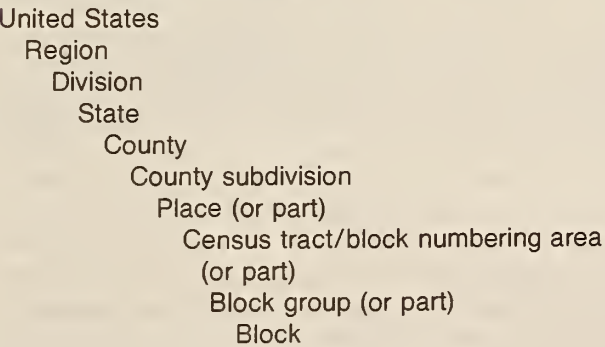 United States
Region
Division
State
County
County subdivision
Place (or part)
Census tract/block numbering area
(or part)
Block group (or part)
Block